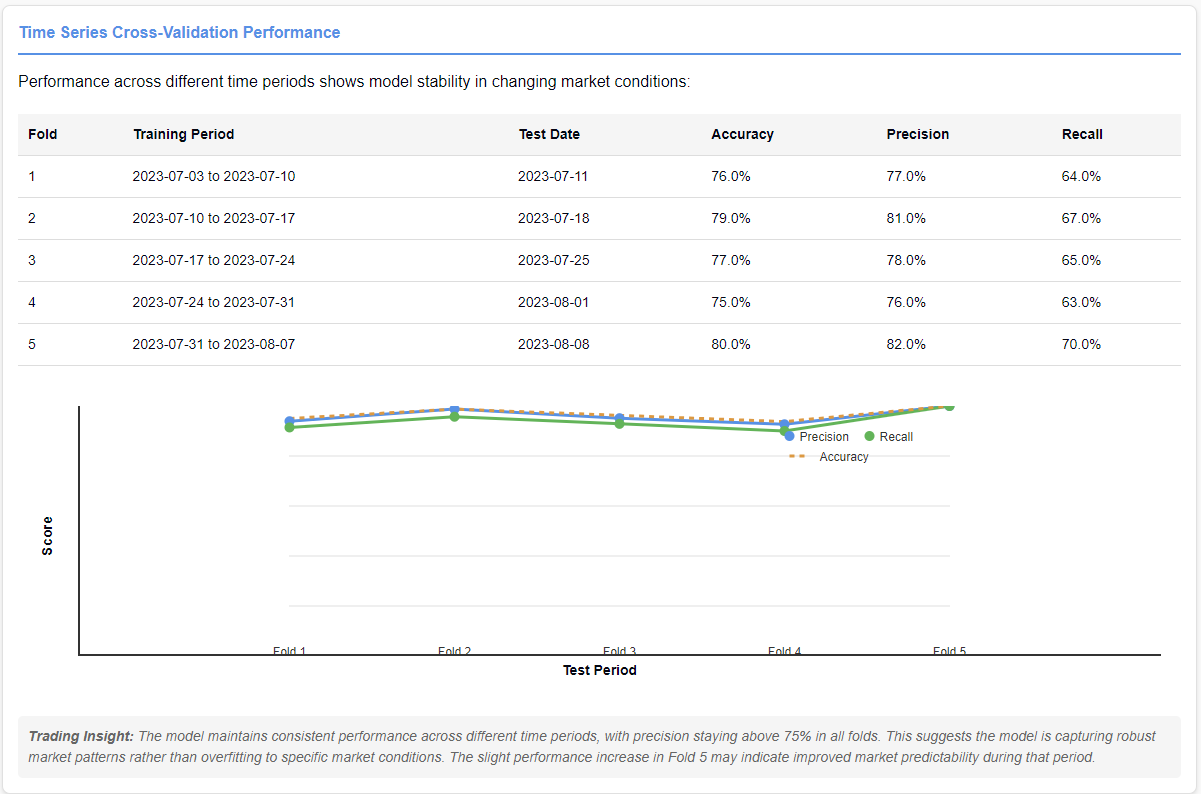 Time Series Cross-Validation Performance
Performance across different time periods shows model stability in changing market conditions:
Fold Training Period Test Date Accuracy Precision Recall
1 2023-07-03 to 2023-07-10 2023-07-11 76.0% 77.0% 64.0%
2 2023-07-10 to 2023-07-17 2023-07-18 79.0% 81.0% 67.0%
3 2023-07-17 to 2023-07-24 2023-07-25 77.0% 78.0% 65.0%
4 2023-07-24 to 2023-07-31 2023-08-01 75.0% 76.0% 63.0%
5 2023-07-31 to 2023-08-07 2023-08-08 80.0% 82.0% 70.0%
Precision Recall
Accuracy
Score
Fold 1 Fold 2 Fold 3 Fold 4 Fold 5
Test Period
Trading Insight: The model maintains consistent performance across different time periods, with precision staying above 75% in all folds. This suggests the model is capturing robust
market patterns rather than overfitting to specific market conditions. The slight performance increase in Fold 5 may indicate improved market predictability during that period.